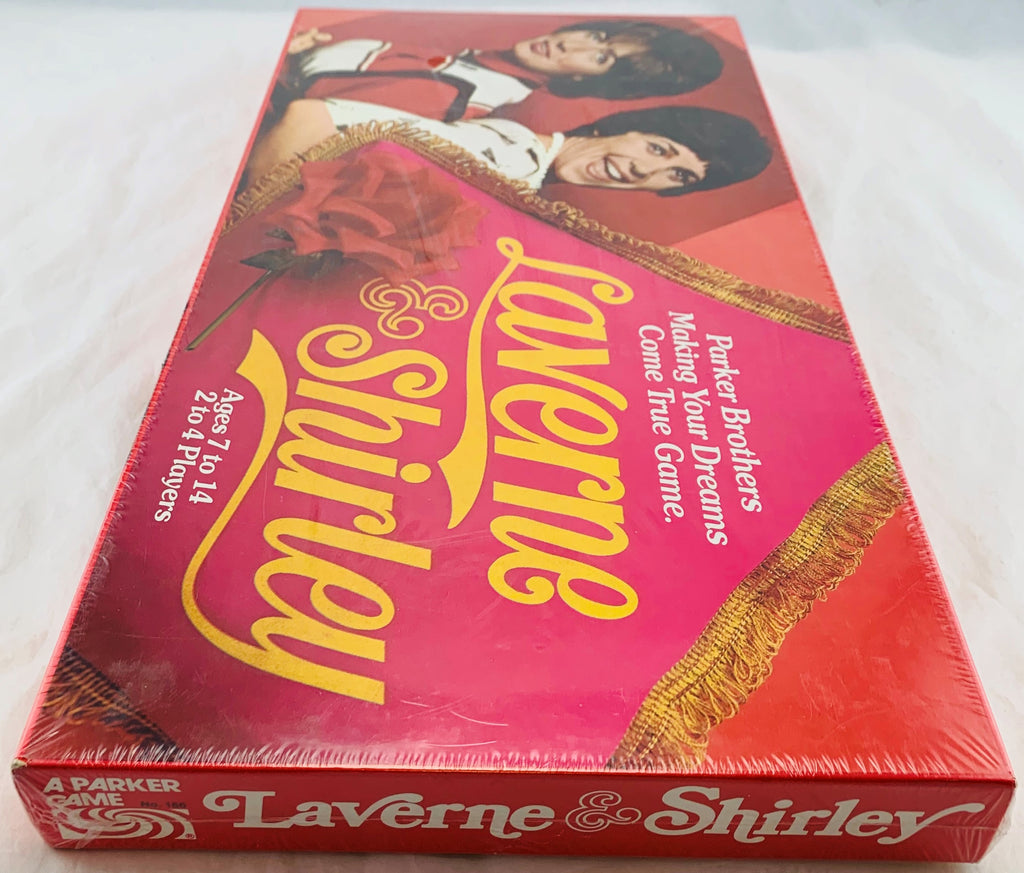 Parker Brothers
Making Your Dreams
Come True Game.
Laverne
& Shirley
Ages 7 to 14
2 to 4 Players
A PARKER
GAME No. 166
®
Laverne & Shirley